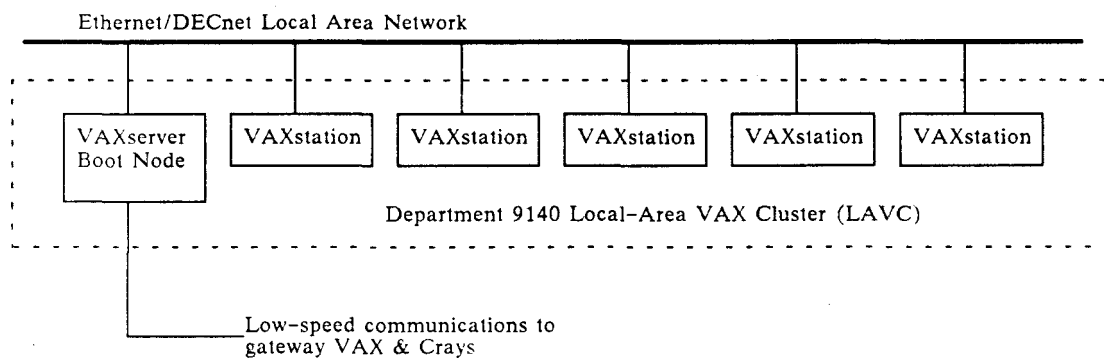 Ethernet/DECnet Local Area Network
VAXserver
Boot Node
VAXstation
VAXstation
VAXstation
VAXstation
VAXstation
Department 9140 Local-Area VAX Cluster (LAVC)
Low-speed communications to
gateway VAX & Crays